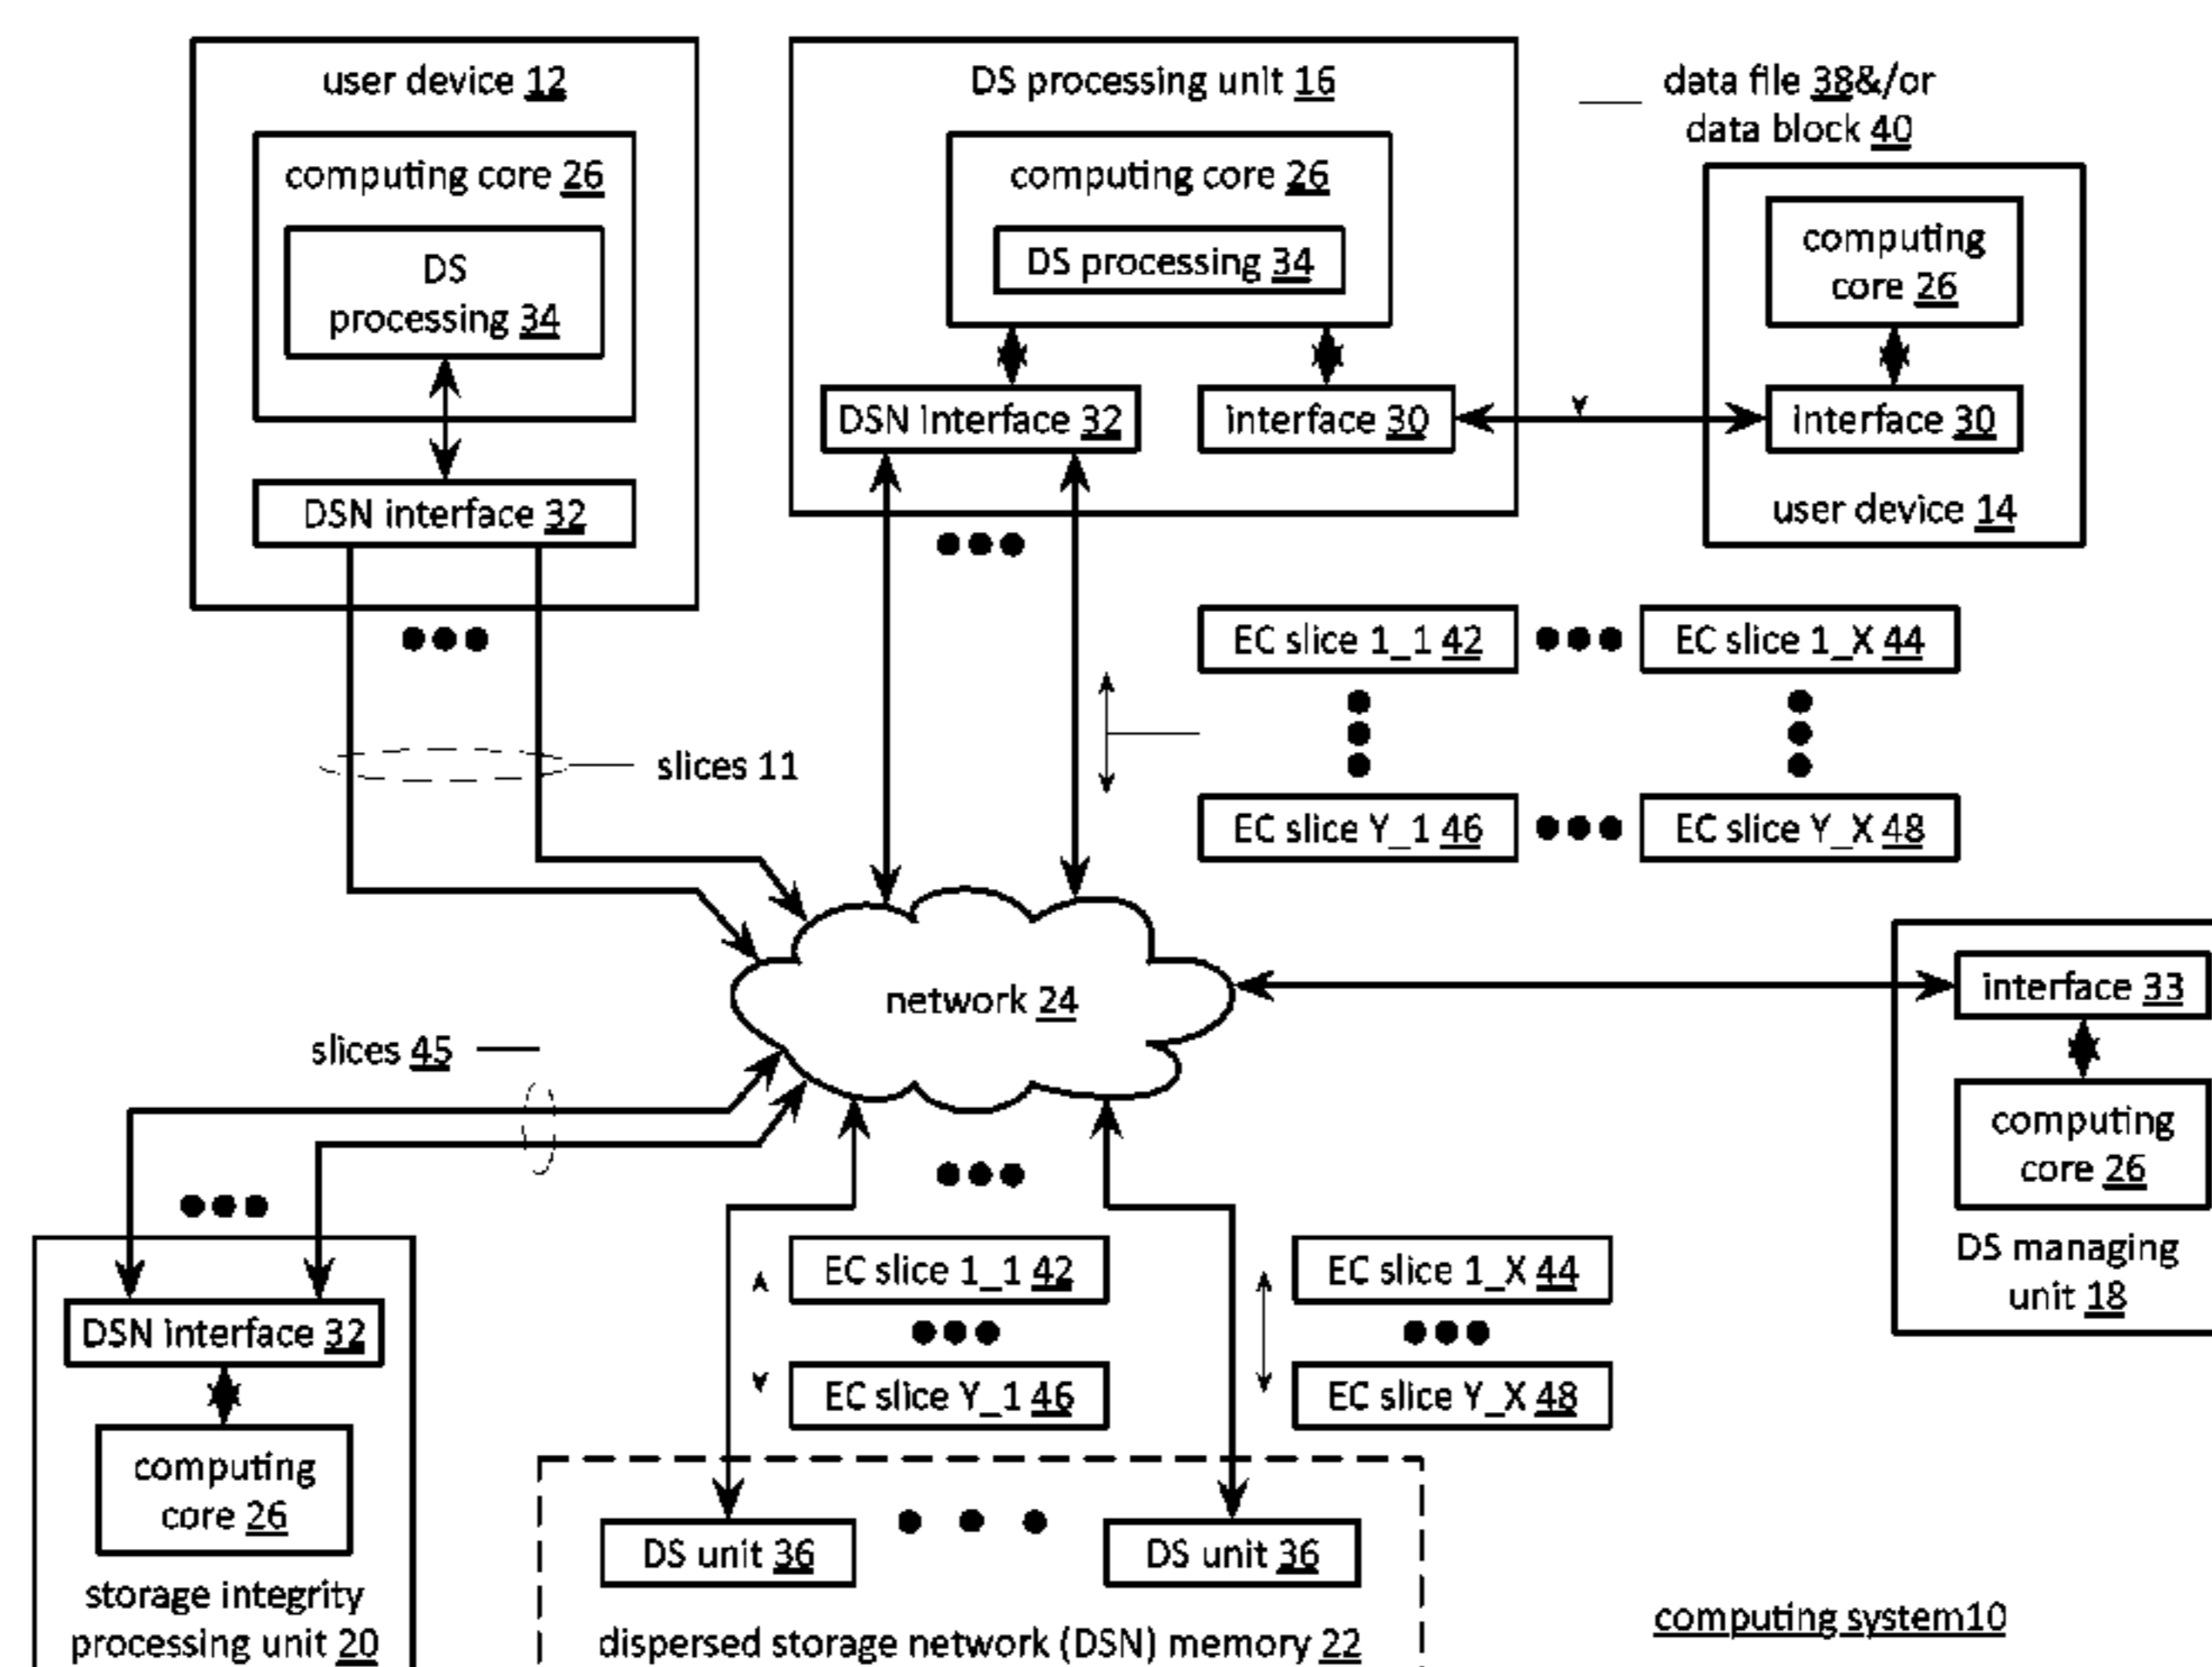 user device 12
computing core 26
DS
processing 34
DSN interface 32
DS processing unit 16
computing core 26
DS processing 34
DSN interface 32
interface 30
data file 38&/or
data block 40
computing
core 26
interface 30
user device 14
slices 11
EC slice 1_1 42
EC slice 1_X 44
EC slice Y_1 46
EC slice Y_X 48
network 24
interface 33
computing
core 26
DS managing
unit 18
slices 45
DSN interface 32
computing
core 26
storage integrity
processing unit 20
EC slice 1_1 42
EC slice 1_X 44
EC slice Y_1 46
EC slice Y_X 48
DS unit 36
DS unit 36
dispersed storage network (DSN) memory 22
computing system10